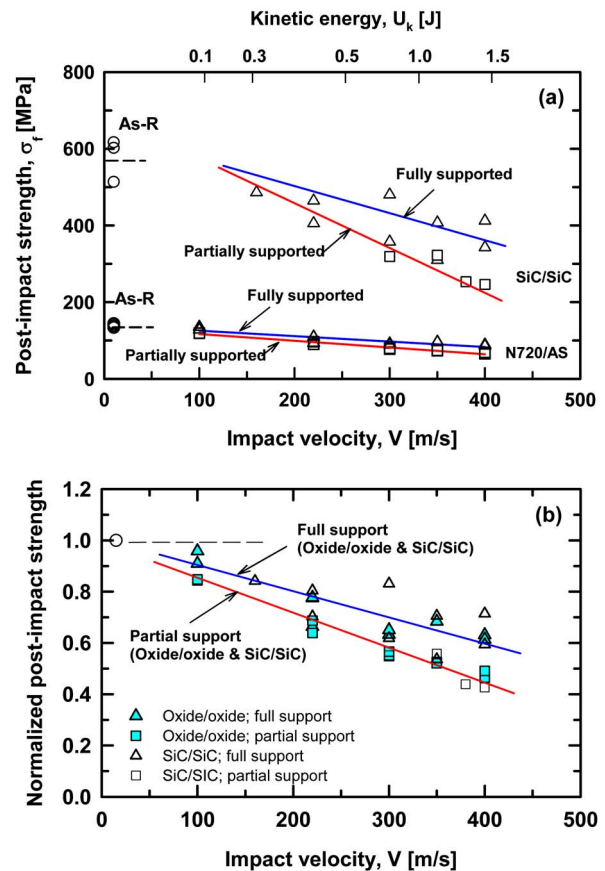 Kinetic energy, Uk [J]
0.1 0.3 0.5 0.8 1.1 1.5
Post-impact strength, σf [MPa]
800
600
400
200
0
(a)
As-R
Fully supported
Partially supported
SiC/SiC
As-R
Fully supported
Partially supported
N720/AS
0 100 200 300 400 500
Impact velocity, V [m/s]
Normalized post-impact strength
1.2
1.0
0.8
0.6
0.4
0.2
0.0
(b)
Full support
(Oxide/oxide & SiC/SiC)
Partial support
(Oxide/oxide & SiC/SiC)
Oxide/oxide; full support
Oxide/oxide; partial support
SiC/SiC; full support
SiC/SIC; partial support
0 100 200 300 400 500
Impact velocity, V [m/s]